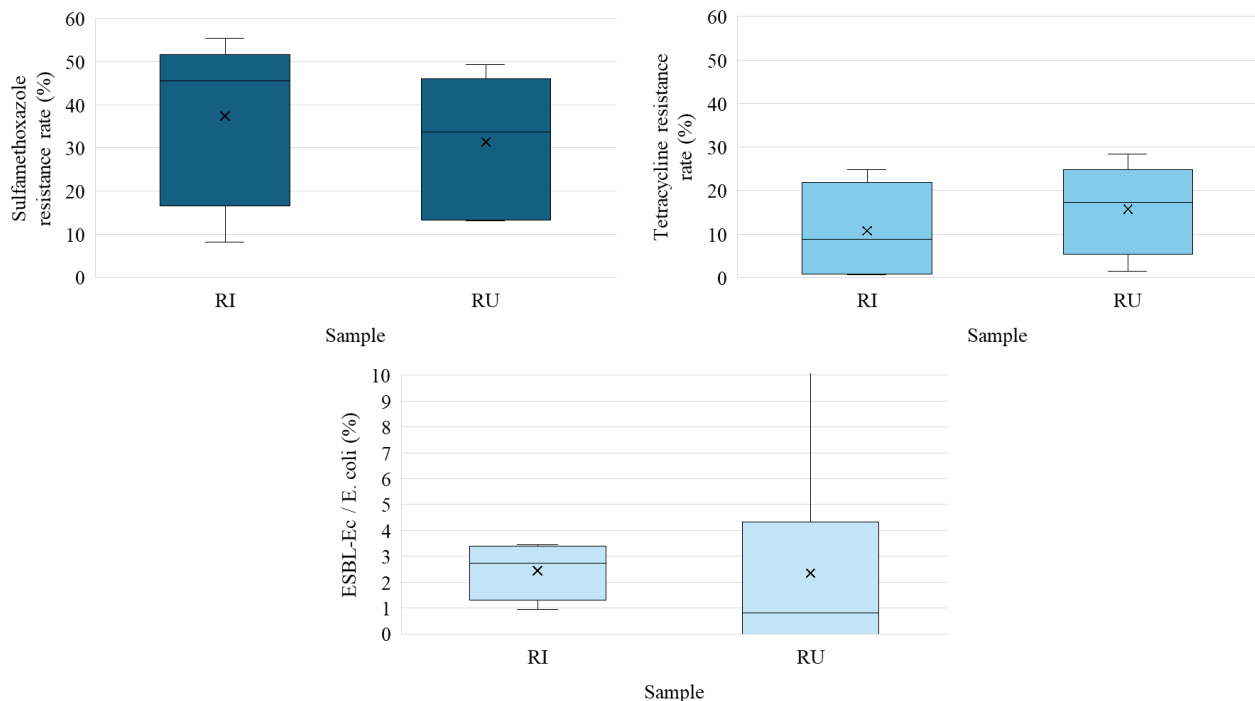 Sulfamethoxazole
resistance rate (%)
60
50
40
30
20
10
0
RI
RU
Sample
Tetracycline resistance
rate (%)
60
50
40
30
20
10
0
RI
RU
Sample
ESBL-Ec / E. coli (%)
10
9
8
7
6
5
4
3
2
1
0
RI
RU
Sample